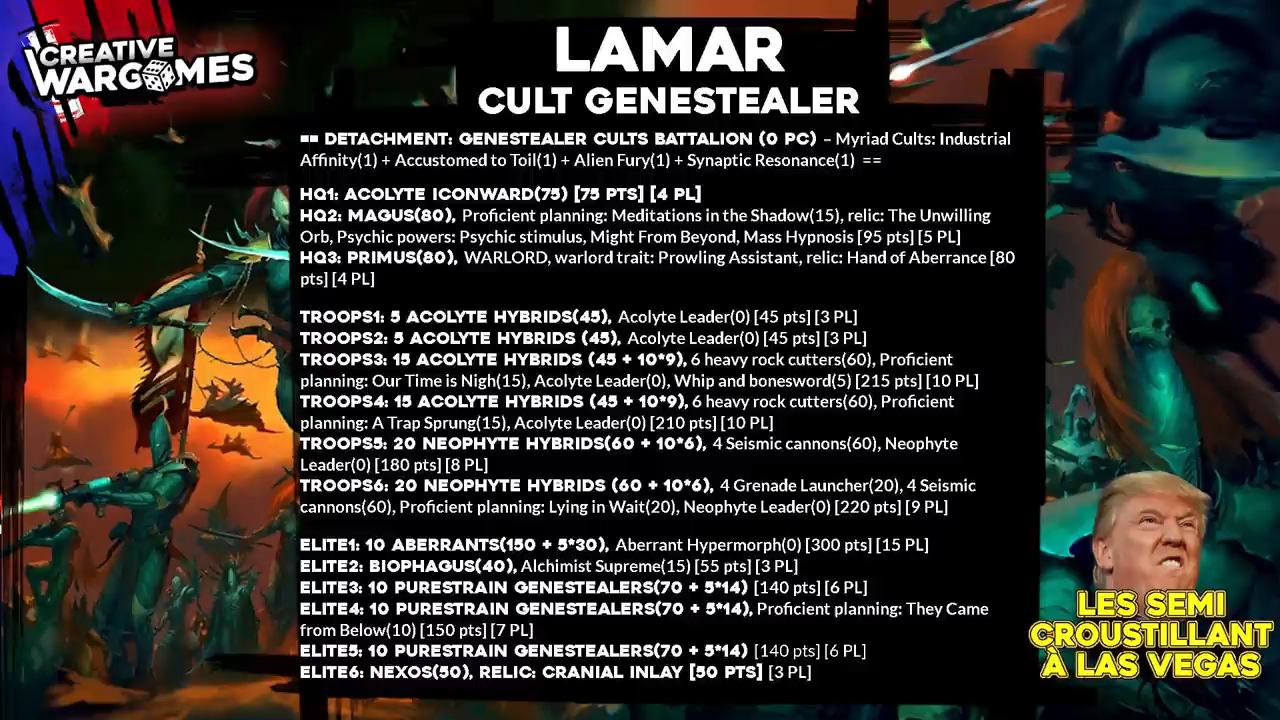 CREATIVE
WARGAMES
LAMAR
CULT GENESTEALER
== DETACHMENT: GENESTEALER CULTS BATTALION (0 PC) – Myriad Cults: Industrial
Affinity(1) + Accustomed to Toil(1) + Alien Fury(1) + Synaptic Resonance(1) ==
HQ1: ACOLYTE ICONWARD(75) [75 PTS] [4 PL]
HQ2: MAGUS(80), Proficient planning: Meditations in the Shadow(15), relic: The Unwilling
Orb, Psychic powers: Psychic stimulus, Might From Beyond, Mass Hypnosis [95 pts] [5 PL]
HQ3: PRIMUS(80), WARLORD, warlord trait: Prowling Assistant, relic: Hand of Aberrance [80
pts] [4 PL]
TROOPS1: 5 ACOLYTE HYBRIDS(45), Acolyte Leader(0) [45 pts] [3 PL]
TROOPS2: 5 ACOLYTE HYBRIDS (45), Acolyte Leader(0) [45 pts] [3 PL]
TROOPS3: 15 ACOLYTE HYBRIDS (45 + 10*9), 6 heavy rock cutters(60), Proficient
planning: Our Time is Nigh(15), Acolyte Leader(0), Whip and bonesword(5) [215 pts] [10 PL]
TROOPS4: 15 ACOLYTE HYBRIDS (45 + 10*9), 6 heavy rock cutters(60), Proficient
planning: A Trap Sprung(15), Acolyte Leader(0) [210 pts] [10 PL]
TROOPS5: 20 NEOPHYTE HYBRIDS(60 + 10*6), 4 Seismic cannons(60), Neophyte
Leader(0) [180 pts] [8 PL]
TROOPS6: 20 NEOPHYTE HYBRIDS (60 + 10*6), 4 Grenade Launcher(20), 4 Seismic
cannons(60), Proficient planning: Lying in Wait(20), Neophyte Leader(0) [220 pts] [9 PL]
ELITE1: 10 ABERRANTS(150 + 5*30), Aberrant Hypermorph(0) [300 pts] [15 PL]
ELITE2: BIOPHAGUS(40), Alchimist Supreme(15) [55 pts] [3 PL]
ELITE3: 10 PURESTRAIN GENESTEALERS(70 + 5*14) [140 pts] [6 PL]
ELITE4: 10 PURESTRAIN GENESTEALERS(70 + 5*14), Proficient planning: They Came
from Below(10) [150 pts] [7 PL]
ELITE5: 10 PURESTRAIN GENESTEALERS(70 + 5*14) [140 pts] [6 PL]
ELITE6: NEXOS(50), RELIC: CRANIAL INLAY [50 PTS] [3 PL]
LES SEMI
CROUSTILLANT
À LAS VEGAS